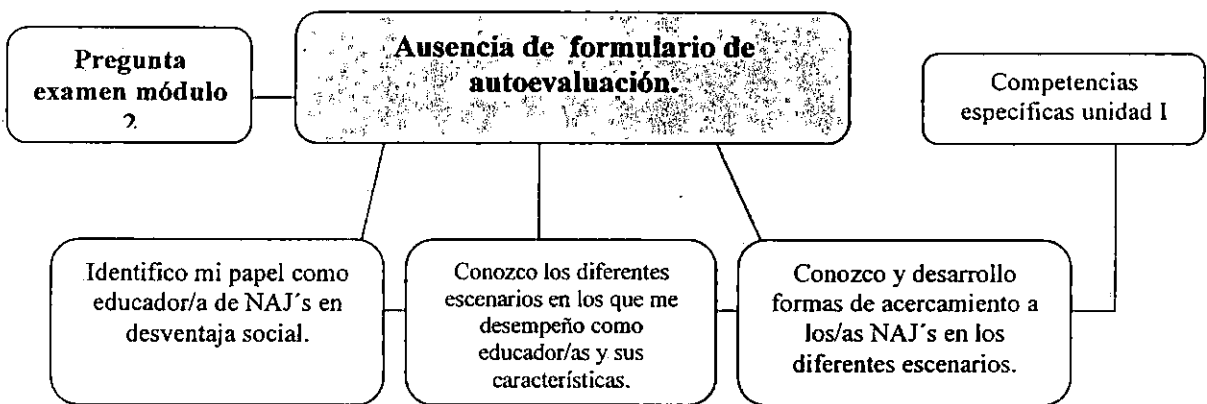 Pregunta
examen módulo
2.
Ausencia de formulario de
autoevaluación.
Competencias
específicas unidad I
Identifico mi papel como
educador/a de NAJ´s en
desventaja social.
Conozco los diferentes
escenarios en los que me
desempeño como
educador/as y sus
características.
Conozco y desarrollo
formas de acercamiento a
los/as NAJ´s en los
diferentes escenarios.